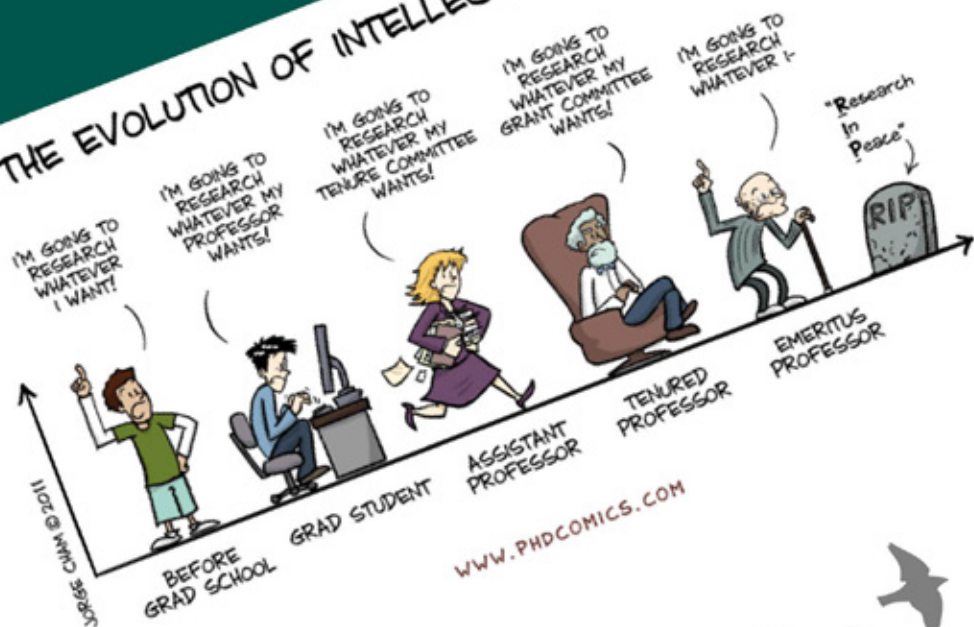 THE EVOLUTION OF
I'M GOING TO
RESEARCH
WHATEVER
I WANT!
I'M GOING TO
RESEARCH
WHATEVER MY
PROFESSOR
WANTS!
I'M GOING TO
RESEARCH
WHATEVER MY
TENURE COMMITTEE
WANTS!
I'M GOING TO
RESEARCH
WHATEVER MY
GRANT COMMITTEE
WANTS!
I'M GOING TO
RESEARCH
WHATEVER I-
"Research
In
Peace"
RIP
BEFORE
GRAD SCHOOL
GRAD STUDENT
ASSISTANT
PROFESSOR
TENURED
PROFESSOR
EMERITUS
PROFESSOR
JORGE CHAM © 2011
WWW.PHDCOMICS.COM